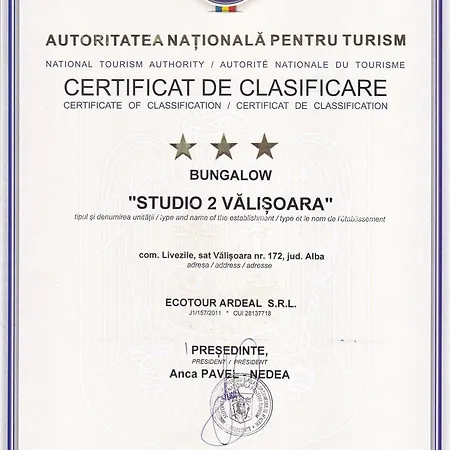 AUTORITATEA NAȚIONALĂ PENTRU TURISM
NATIONAL TOURISM AUTHORITY / AUTORITÉ NATIONALE DU TOURISME
CERTIFICAT DE CLASIFICARE
CERTIFICATE OF CLASSIFICATION / CERTIFICAT DE CLASSIFICATION
BUNGALOW
"STUDIO 2 VĂLIȘOARA"
tipul și denumirea unității / type and name of the establishment / type et le nom de l'établissement
com. Livezile, sat Vălișoara nr. 172, jud. Alba
adresa / address / adresse
ECOTOUR ARDEAL S.R.L.
J1/157/2011 * CUI 28137718
PREȘEDINTE,
PRESIDENT / PRÉSIDENT
Anca PAVEL - NEDEA